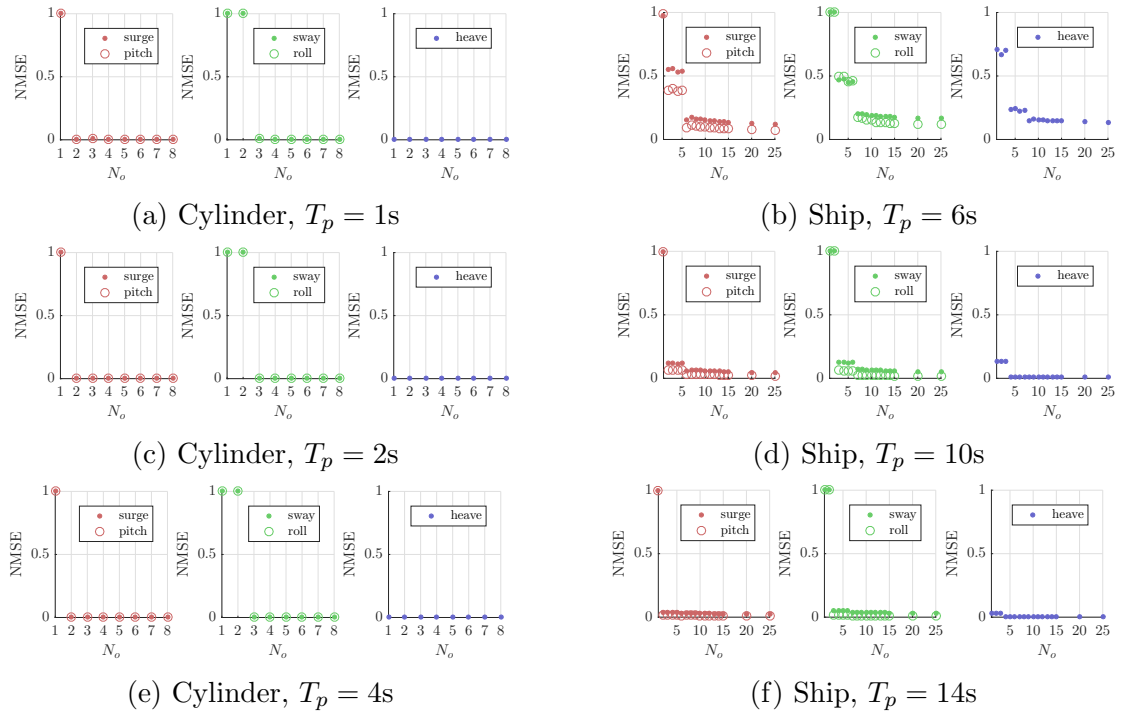 1
0.5
0
NMSE
1 2 3 4 5 6 7 8
N_o
surge
pitch
1
0.5
0
NMSE
1 2 3 4 5 6 7 8
N_o
sway
roll
1
0.5
0
NMSE
1 2 3 4 5 6 7 8
N_o
heave
(a) Cylinder, T_p = 1s
1
0.5
0
NMSE
5 10 15 20 25
N_o
surge
pitch
1
0.5
0
NMSE
5 10 15 20 25
N_o
sway
roll
1
0.5
0
NMSE
5 10 15 20 25
N_o
heave
(b) Ship, T_p = 6s
1
0.5
0
NMSE
1 2 3 4 5 6 7 8
N_o
surge
pitch
1
0.5
0
NMSE
1 2 3 4 5 6 7 8
N_o
sway
roll
1
0.5
0
NMSE
1 2 3 4 5 6 7 8
N_o
heave
(c) Cylinder, T_p = 2s
1
0.5
0
NMSE
5 10 15 20 25
N_o
surge
pitch
1
0.5
0
NMSE
5 10 15 20 25
N_o
sway
roll
1
0.5
0
NMSE
5 10 15 20 25
N_o
heave
(d) Ship, T_p = 10s
1
0.5
0
NMSE
1 2 3 4 5 6 7 8
N_o
surge
pitch
1
0.5
0
NMSE
1 2 3 4 5 6 7 8
N_o
sway
roll
1
0.5
0
NMSE
1 2 3 4 5 6 7 8
N_o
heave
(e) Cylinder, T_p = 4s
1
0.5
0
NMSE
5 10 15 20 25
N_o
surge
pitch
1
0.5
0
NMSE
5 10 15 20 25
N_o
sway
roll
1
0.5
0
NMSE
5 10 15 20 25
N_o
heave
(f) Ship, T_p = 14s